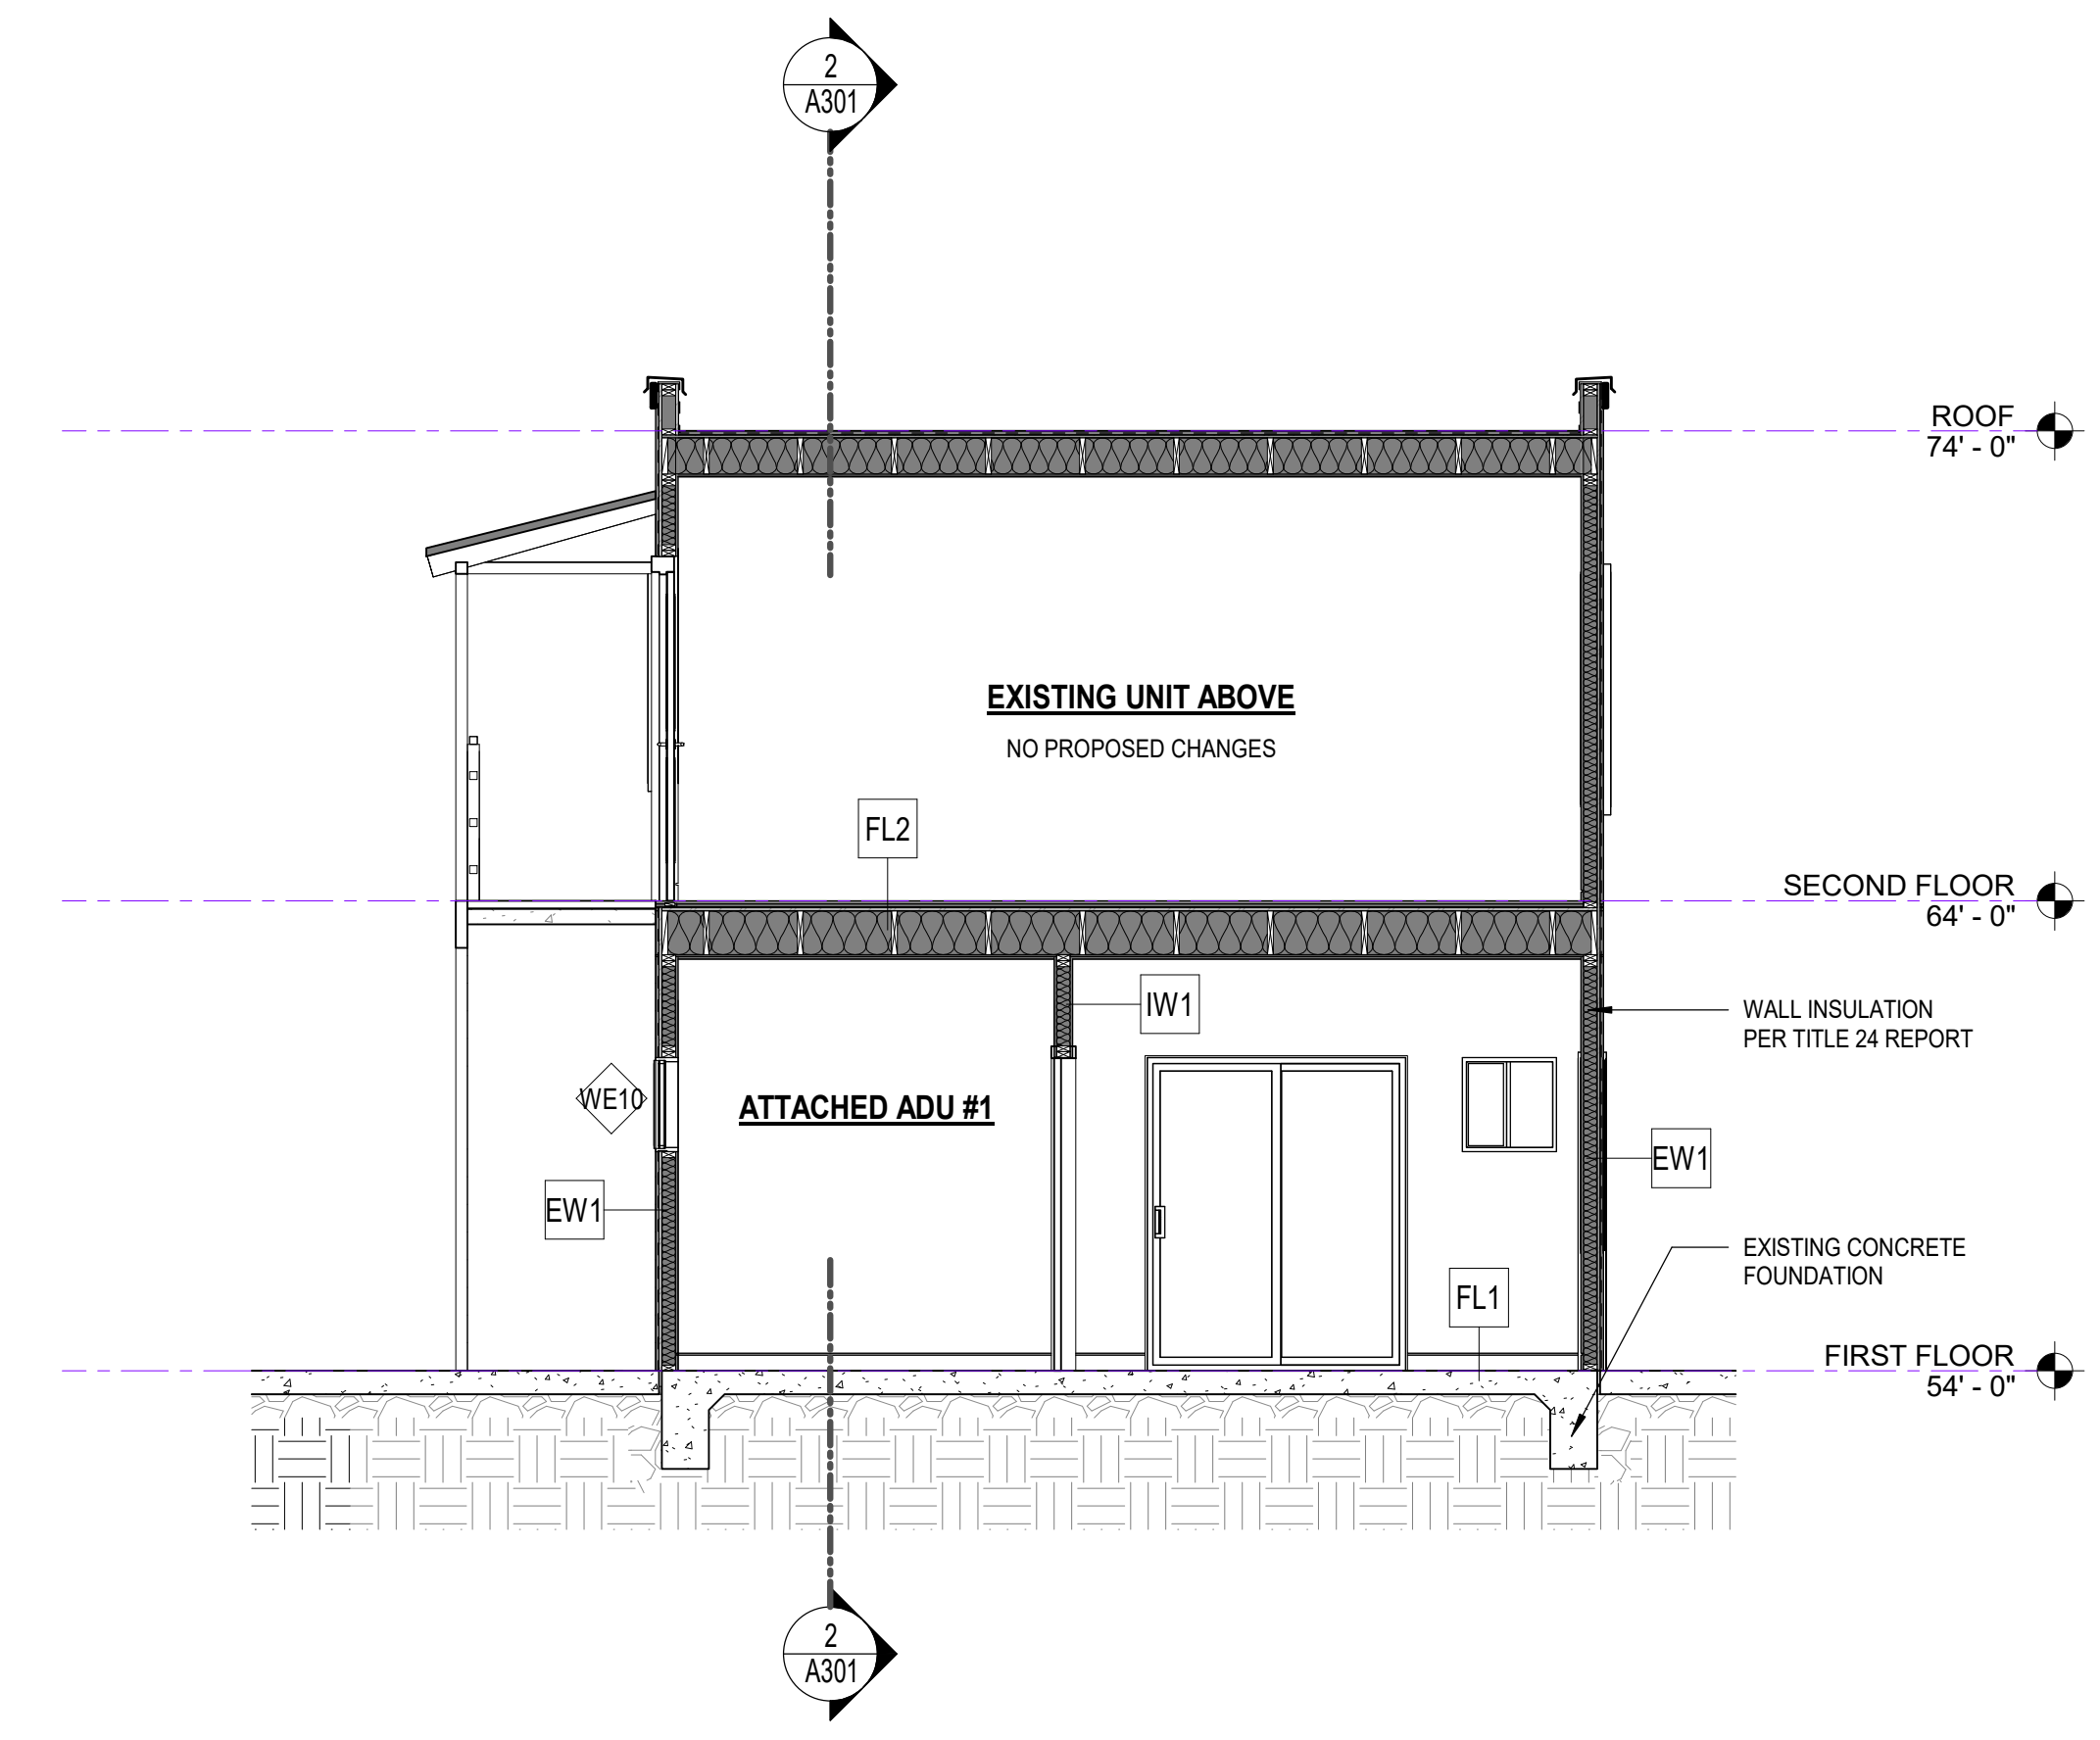 2
A301
ROOF
74' - 0"
EXISTING UNIT ABOVE
NO PROPOSED CHANGES
FL2
SECOND FLOOR
64' - 0"
IW1
WALL INSULATION
PER TITLE 24 REPORT
WE10
ATTACHED ADU #1
EW1
EW1
EXISTING CONCRETE
FOUNDATION
FL1
FIRST FLOOR
54' - 0"
2
A301